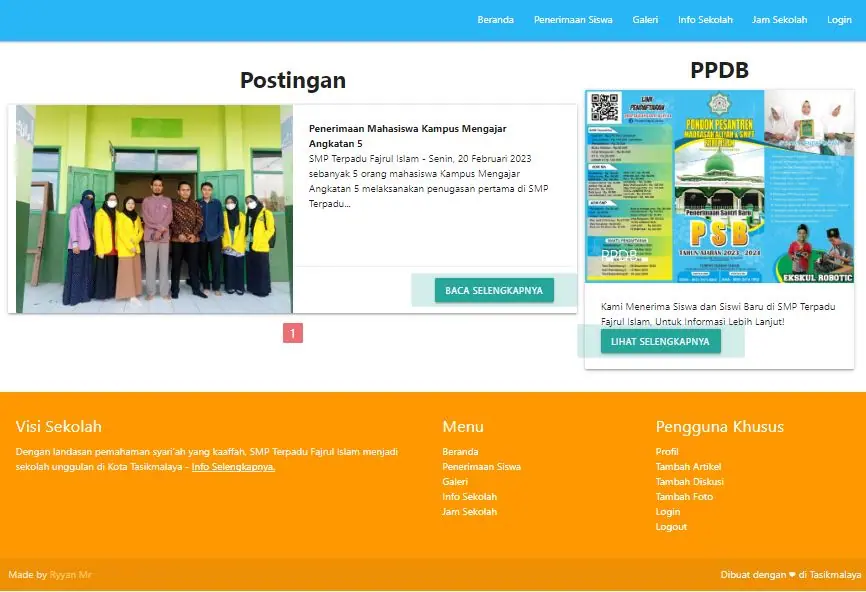 Beranda
Penerimaan Siswa
Galeri
Info Sekolah
Jam Sekolah
Login
Postingan
Penerimaan Mahasiswa Kampus Mengajar
Angkatan 5
SMP Terpadu Fajrul Islam - Senin, 20 Februari 2023
sebanyak 5 orang mahasiswa Kampus Mengajar
Angkatan 5 melaksanakan penugasan pertama di SMP
Terpadu...
BACA SELENGKAPNYA
1
PPDB
LINK
PENDAFTARAN
PONDOK PESANTREN
Penerimaan Santri Baru
PSB
TAHUN AJARAN 2023 - 2024
EKSKUL ROBOTIC
PPDB
Kami Menerima Siswa dan Siswi Baru di SMP Terpadu
Fajrul Islam, Untuk Informasi Lebih Lanjut!
LIHAT SELENGKAPNYA
Visi Sekolah
Dengan landasan pemahaman syari'ah yang kaaffah, SMP Terpadu Fajrul Islam menjadi
sekolah unggulan di Kota Tasikmalaya - Info Selengkapnya.
Menu
Beranda
Penerimaan Siswa
Galeri
Info Sekolah
Jam Sekolah
Pengguna Khusus
Profil
Tambah Artikel
Tambah Diskusi
Tambah Foto
Login
Logout
Made by Ryyan Mr
Dibuat dengan ❤ di Tasikmalaya